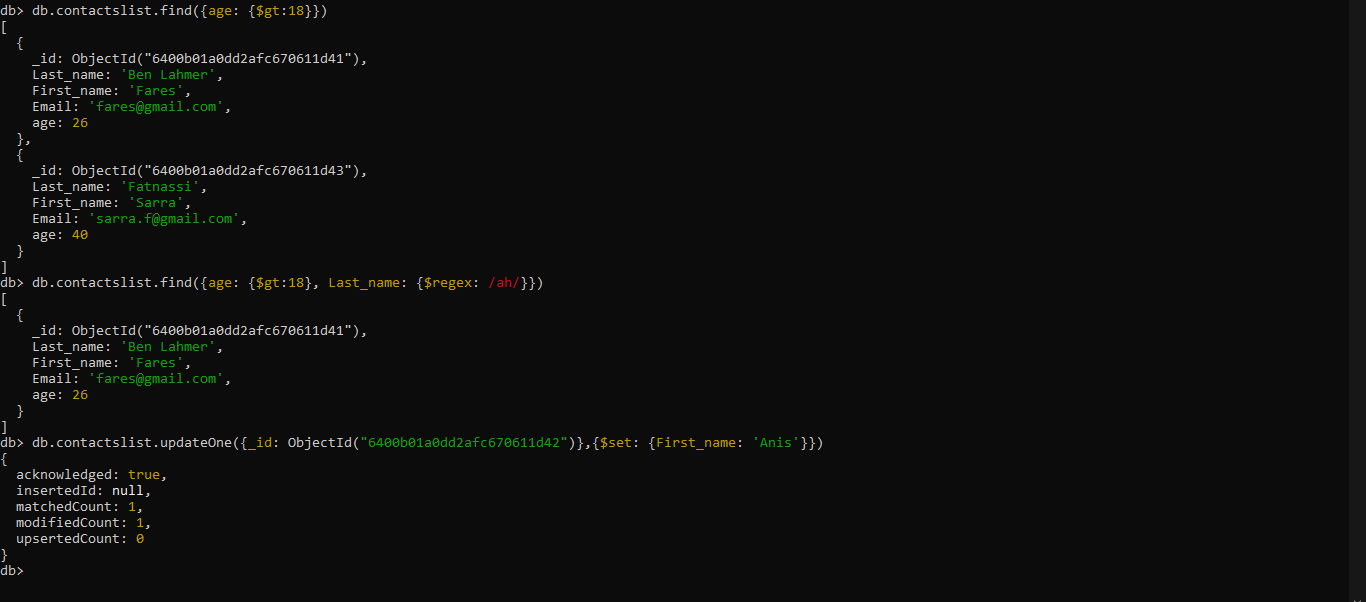 db> db.contactslist.find({age: {$gt:18}})
[
  {
    _id: ObjectId("6400b01a0dd2afc670611d41"),
    Last_name: 'Ben Lahmer',
    First_name: 'Fares',
    Email: 'fares@gmail.com',
    age: 26
  },
  {
    _id: ObjectId("6400b01a0dd2afc670611d43"),
    Last_name: 'Fatnassi',
    First_name: 'Sarra',
    Email: 'sarra.f@gmail.com',
    age: 40
  }
]
db> db.contactslist.find({age: {$gt:18}, Last_name: {$regex: /ah/}})
[
  {
    _id: ObjectId("6400b01a0dd2afc670611d41"),
    Last_name: 'Ben Lahmer',
    First_name: 'Fares',
    Email: 'fares@gmail.com',
    age: 26
  }
]
db> db.contactslist.updateOne({_id: ObjectId("6400b01a0dd2afc670611d42")},{$set: {First_name: 'Anis'}})
{
  acknowledged: true,
  insertedId: null,
  matchedCount: 1,
  modifiedCount: 1,
  upsertedCount: 0
}
db>